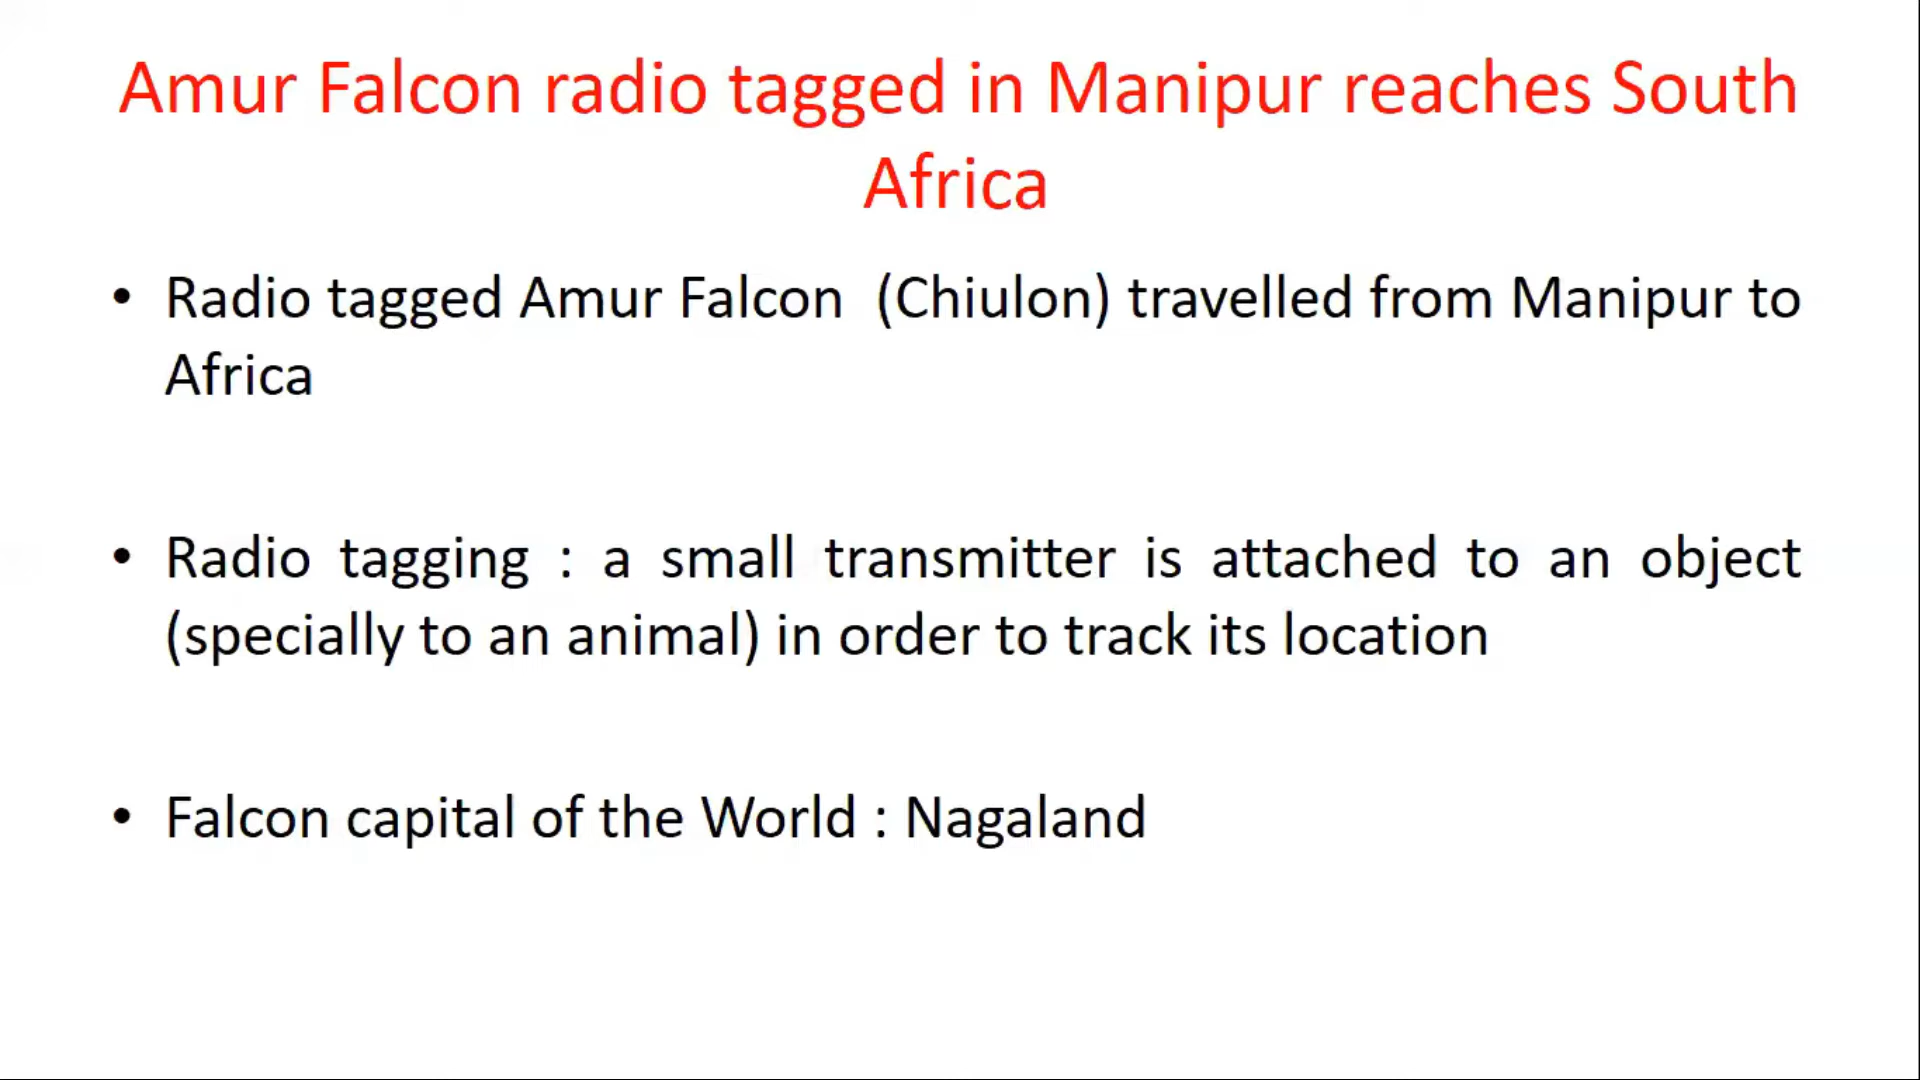 Amur Falcon radio tagged in Manipur reaches South
Africa
• Radio tagged Amur Falcon  (Chiulon) travelled from Manipur to
Africa
• Radio tagging : a small transmitter is attached to an object
(specially to an animal) in order to track its location
• Falcon capital of the World : Nagaland